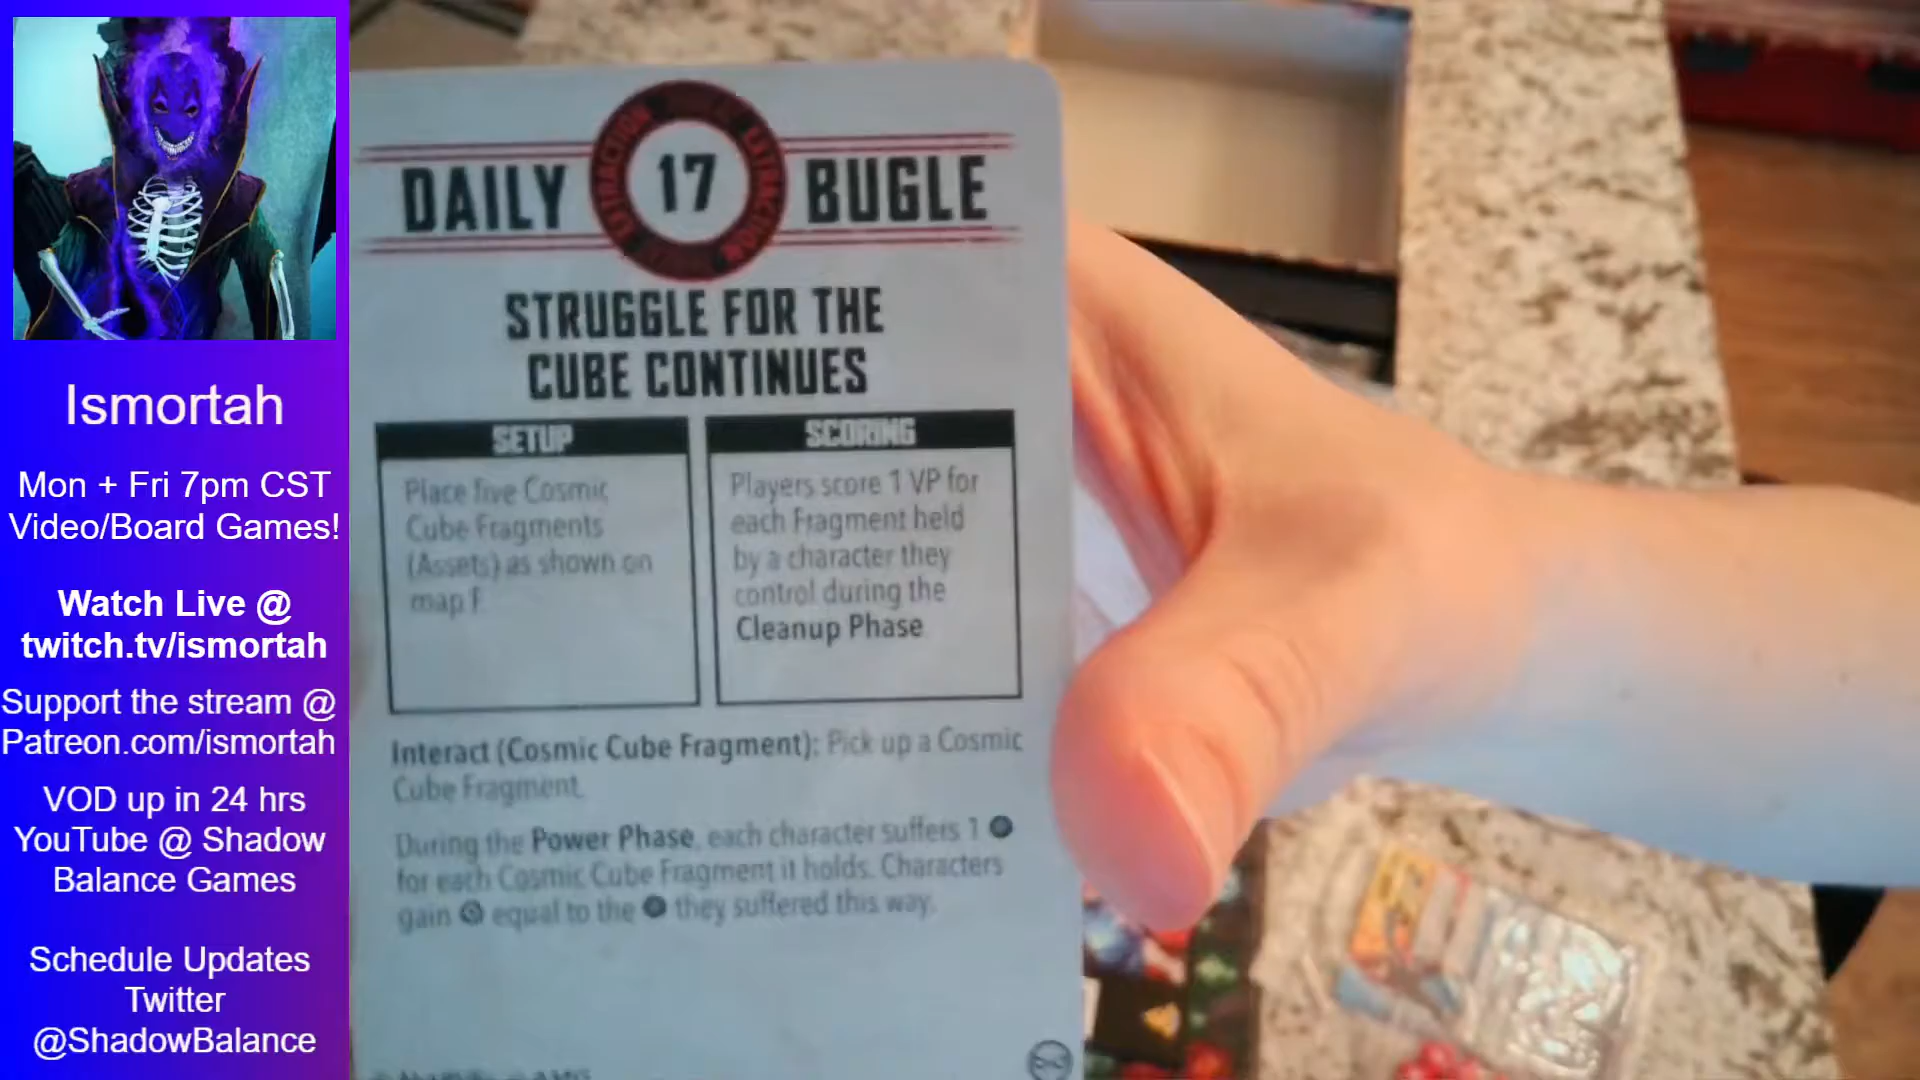 Ismortah
Mon + Fri 7pm CST
Video/Board Games!
Watch Live @
twitch.tv/ismortah
Support the stream @
Patreon.com/ismortah
VOD up in 24 hrs
YouTube @ Shadow
Balance Games
Schedule Updates
Twitter
@ShadowBalance
DAILY 17 BUGLE
EXTRACTION EXTRACTION
STRUGGLE FOR THE
CUBE CONTINUES
SETUP
Place five Cosmic
Cube Fragments
(Assets) as shown on
map F.
SCORING
Players score 1 VP for
each Fragment held
by a character they
control during the
Cleanup Phase.
Interact (Cosmic Cube Fragment): Pick up a Cosmic
Cube Fragment.
During the Power Phase, each character suffers 1
for each Cosmic Cube Fragment it holds. Characters
gain equal to the they suffered this way.